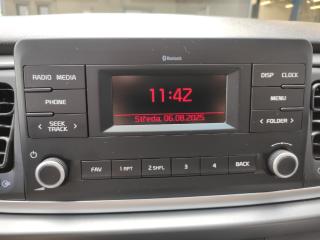 Bluetooth
RADIO MEDIA
DISP CLOCK
11:42
PHONE
MENU
Středa, 06.08.2025
< SEEK TRACK >
< FOLDER >
FAV 1 RPT 2 SHFL 3 4 BACK